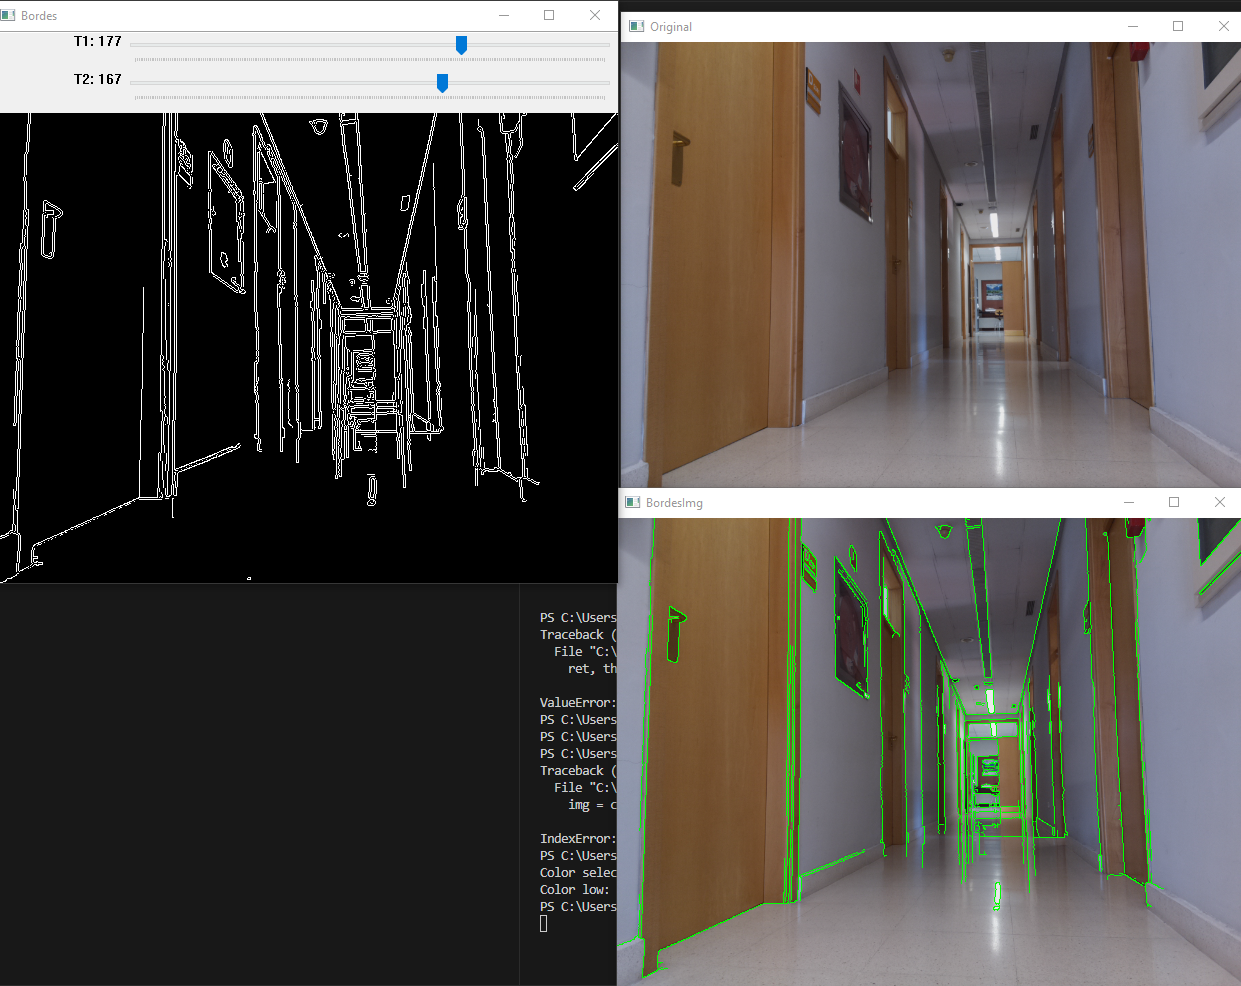 Bordes
T1: 177
T2: 167
Original
BordesImg
PS C:\Users
Traceback (
File "C:\
ret, th
ValueError:
PS C:\Users
PS C:\Users
PS C:\Users
Traceback (
File "C:\
img = c
IndexError:
PS C:\Users
Color selec
Color low:
PS C:\Users